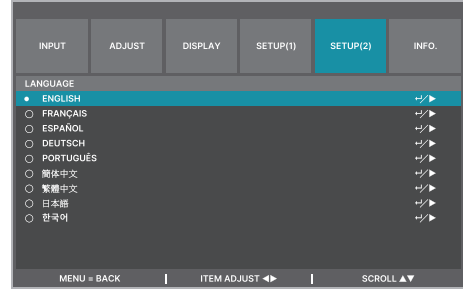 INPUT ADJUST DISPLAY SETUP(1) SETUP(2) INFO.
LANGUAGE
ENGLISH
FRANÇAIS
ESPAÑOL
DEUTSCH
PORTUGUÊS
簡体中文
繁體中文
日本語
한국어
MENU = BACK | ITEM ADJUST ◀▶ | SCROLL ▲▼